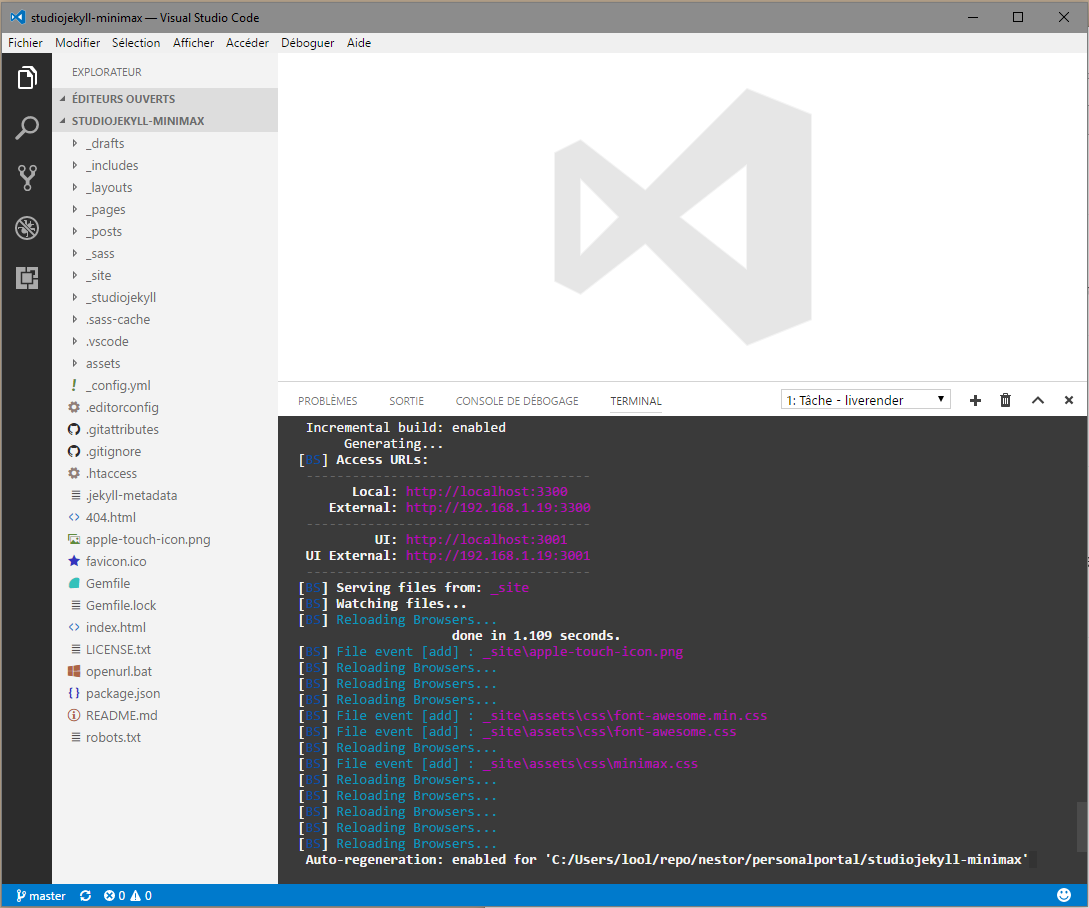 studiojekyll-minimax — Visual Studio Code
Fichier Modifier Sélection Afficher Accéder Déboguer Aide
EXPLORATEUR
ÉDITEURS OUVERTS
STUDIOJEKYLL-MINIMAX
_drafts
_includes
_layouts
_pages
_posts
_sass
_site
_studiojekyll
.sass-cache
.vscode
assets
_config.yml
.editorconfig
.gitattributes
.gitignore
.htaccess
.jekyll-metadata
404.html
apple-touch-icon.png
favicon.ico
Gemfile
Gemfile.lock
index.html
LICENSE.txt
openurl.bat
package.json
README.md
robots.txt
PROBLÈMES SORTIE CONSOLE DE DÉBOGAGE TERMINAL 1: Tâche - liverender
Incremental build: enabled
Generating...
[BS] Access URLs:
--------------------------------------
Local: http://localhost:3300
External: http://192.168.1.19:3300
--------------------------------------
UI: http://localhost:3001
UI External: http://192.168.1.19:3001
--------------------------------------
[BS] Serving files from: _site
[BS] Watching files...
[BS] Reloading Browsers...
done in 1.109 seconds.
[BS] File event [add] : _site\apple-touch-icon.png
[BS] Reloading Browsers...
[BS] Reloading Browsers...
[BS] Reloading Browsers...
[BS] File event [add] : _site\assets\css\font-awesome.min.css
[BS] File event [add] : _site\assets\css\font-awesome.css
[BS] Reloading Browsers...
[BS] File event [add] : _site\assets\css\minimax.css
[BS] Reloading Browsers...
[BS] Reloading Browsers...
[BS] Reloading Browsers...
[BS] Reloading Browsers...
[BS] Reloading Browsers...
Auto-regeneration: enabled for 'C:/Users/lool/repo/nestor/personalportal/studiojekyll-minimax'
master 0 0